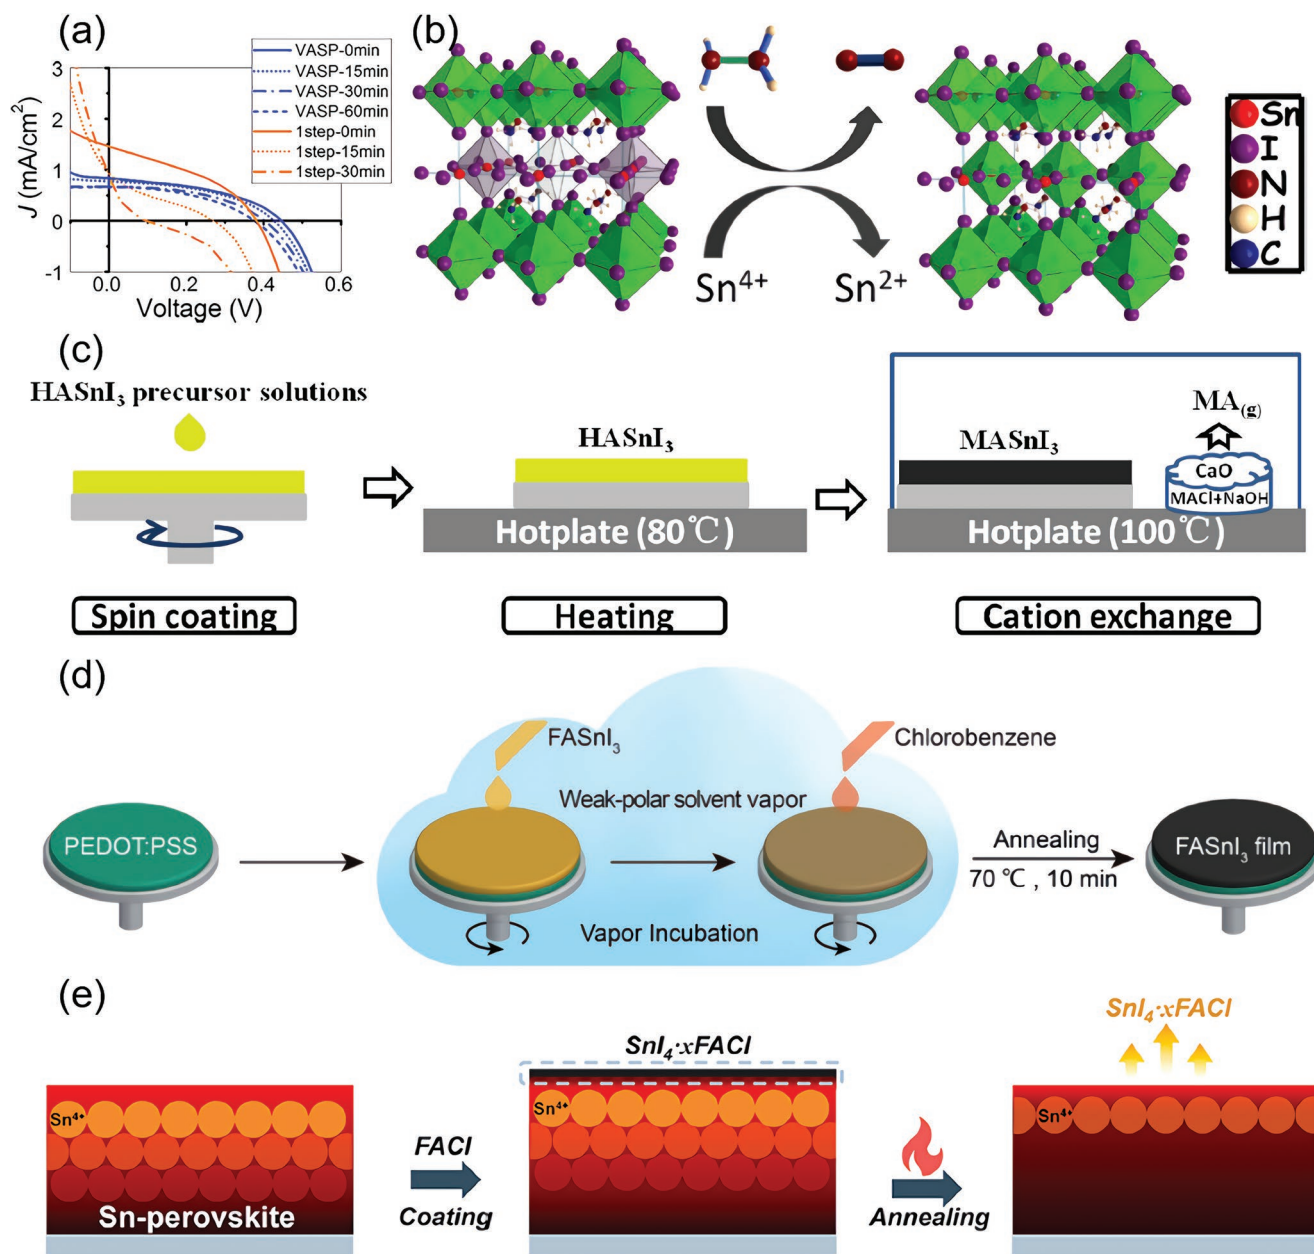 (a)
3
2
1
0
-1
J (mA/cm²)
0.0
0.2
0.4
0.6
Voltage (V)
VASP-0min
VASP-15min
VASP-30min
VASP-60min
1step-0min
1step-15min
1step-30min
(b)
Sn⁴⁺
Sn²⁺
Sn
I
N
H
C
(c)
HASnI₃ precursor solutions
Spin coating
HASnI₃
Hotplate (80℃)
Heating
MASnI₃
MA(g)
CaO
MACl+NaOH
Hotplate (100℃)
Cation exchange
(d)
PEDOT:PSS
FASnI₃
Chlorobenzene
Weak-polar solvent vapor
Vapor Incubation
Annealing
70 ℃ , 10 min
FASnI₃ film
(e)
Sn⁴⁺
Sn-perovskite
FACl
Coating
SnI₄·xFACl
Sn⁴⁺
Annealing
SnI₄·xFACl
Sn⁴⁺